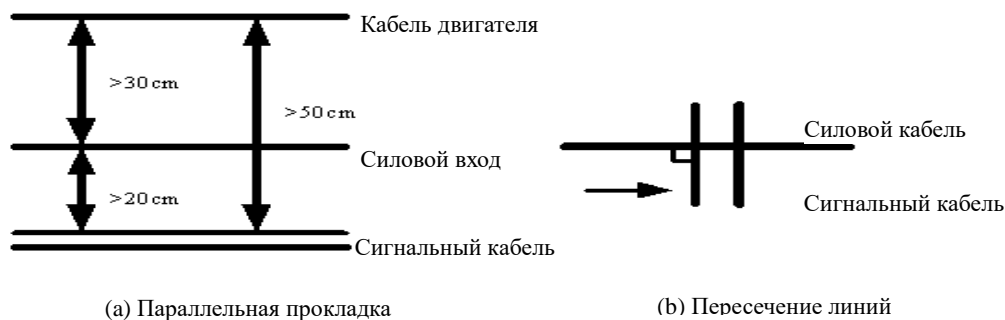 Кабель двигателя
>30cm
>50cm
Силовой вход
>20cm
Сигнальный кабель
(a) Параллельная прокладка
Силовой кабель
Сигнальный кабель
(b) Пересечение линий